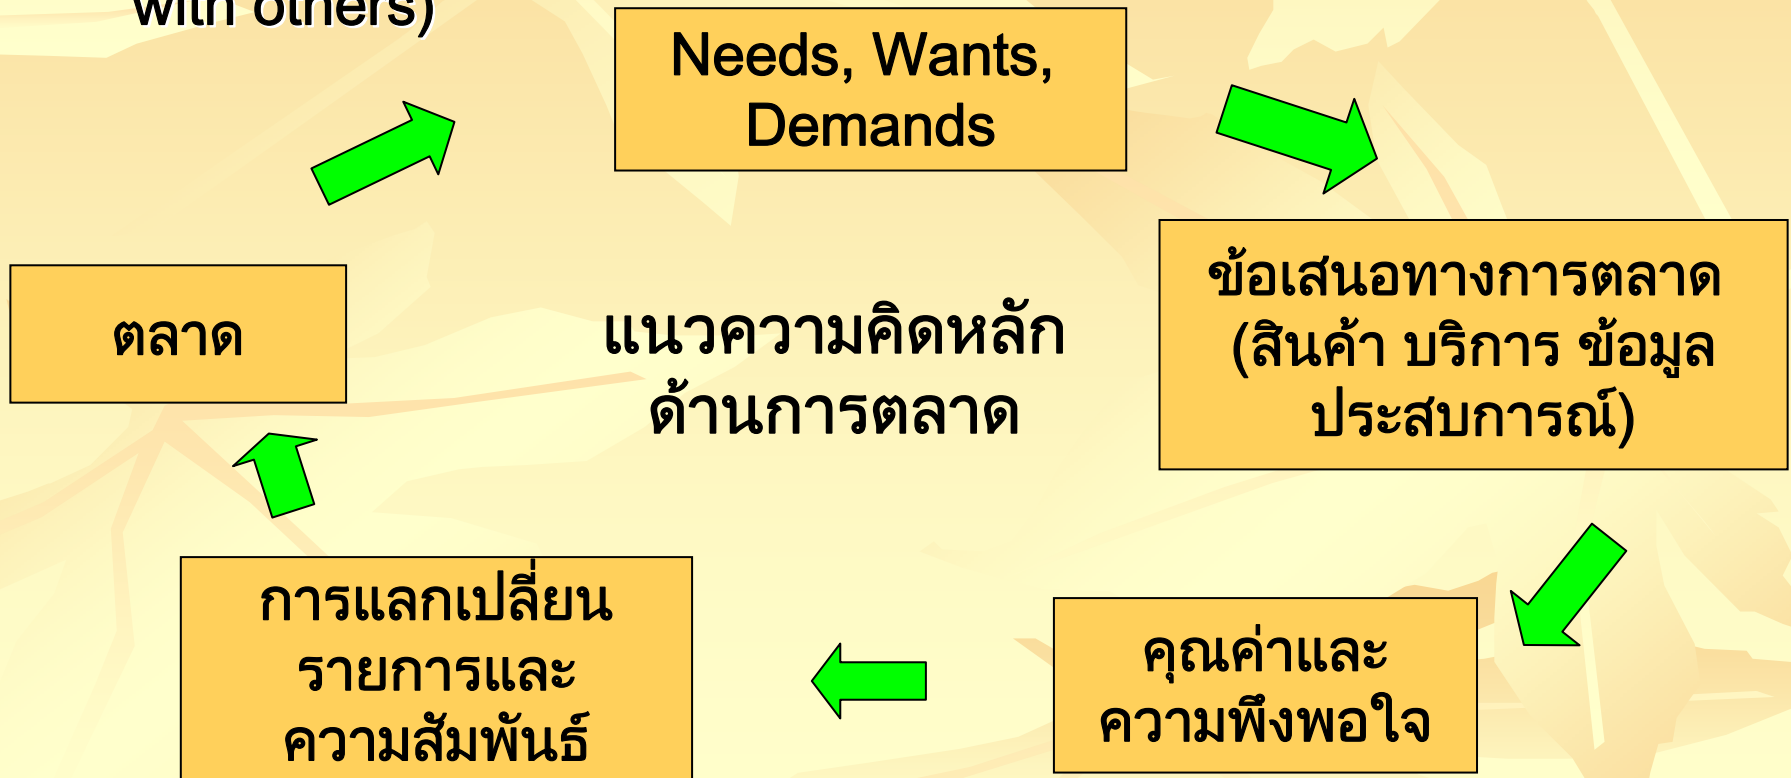 with others)
Needs, Wants,
Demands
ข้อเสนอทางการตลาด
(สินค้า บริการ ข้อมูล
ประสบการณ์)
ตลาด
แนวความคิดหลัก
ด้านการตลาด
การแลกเปลี่ยน
รายการและ
ความสัมพันธ์
คุณค่าและ
ความพึงพอใจ